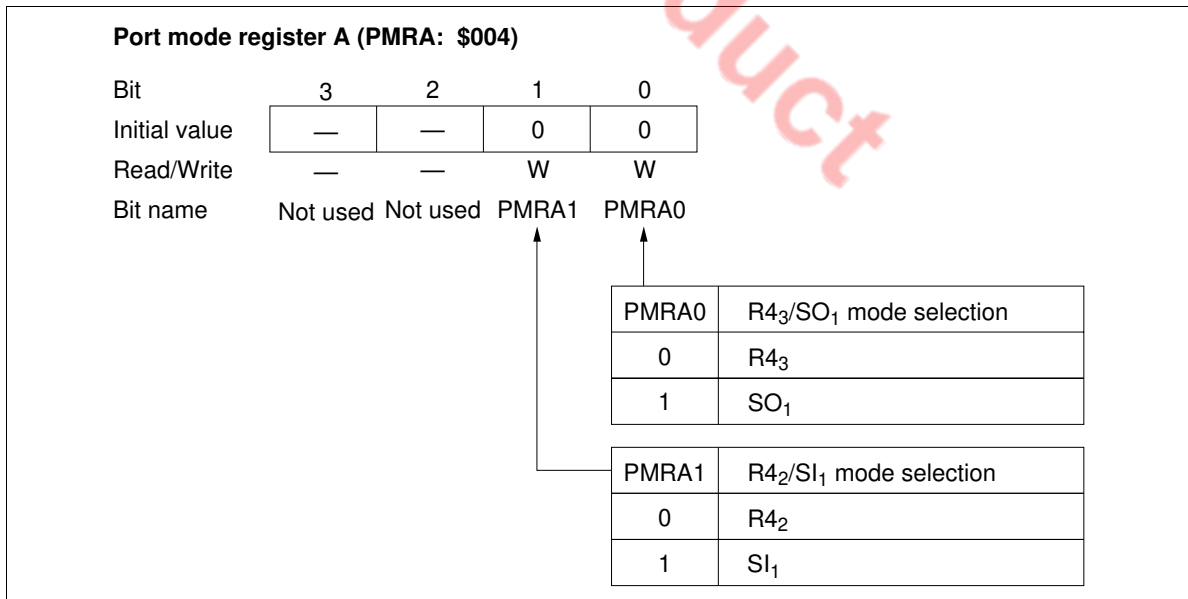 Port mode register A (PMRA: $004)
Bit 3 2 1 0
Initial value — — 0 0
Read/Write — — W W
Bit name Not used Not used PMRA1 PMRA0
PMRA0 R4₃/SO₁ mode selection
0 R4₃
1 SO₁
PMRA1 R4₂/SI₁ mode selection
0 R4₂
1 SI₁